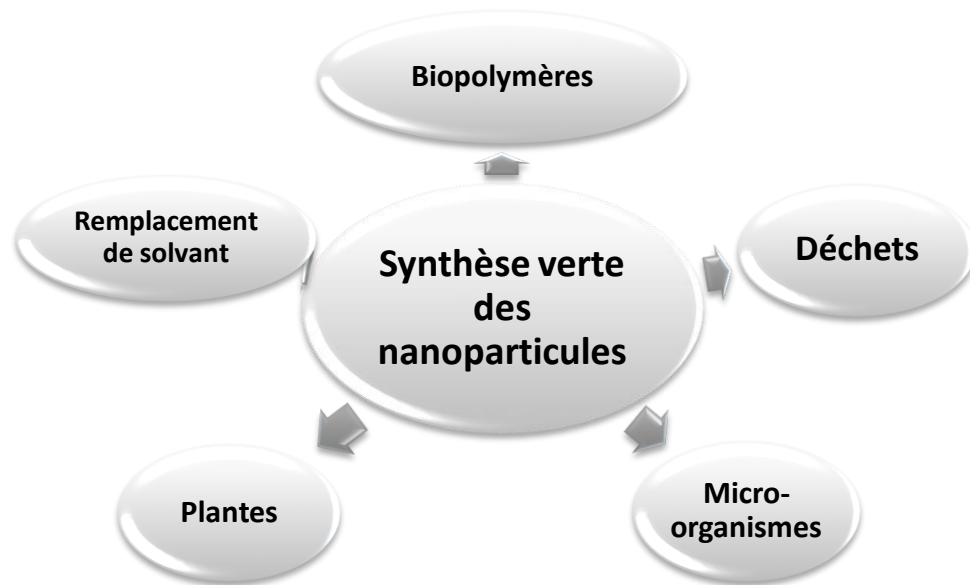 Biopolymères
Remplacement
de solvant
Synthèse verte
des
nanoparticules
Déchets
Plantes
Micro-
organismes